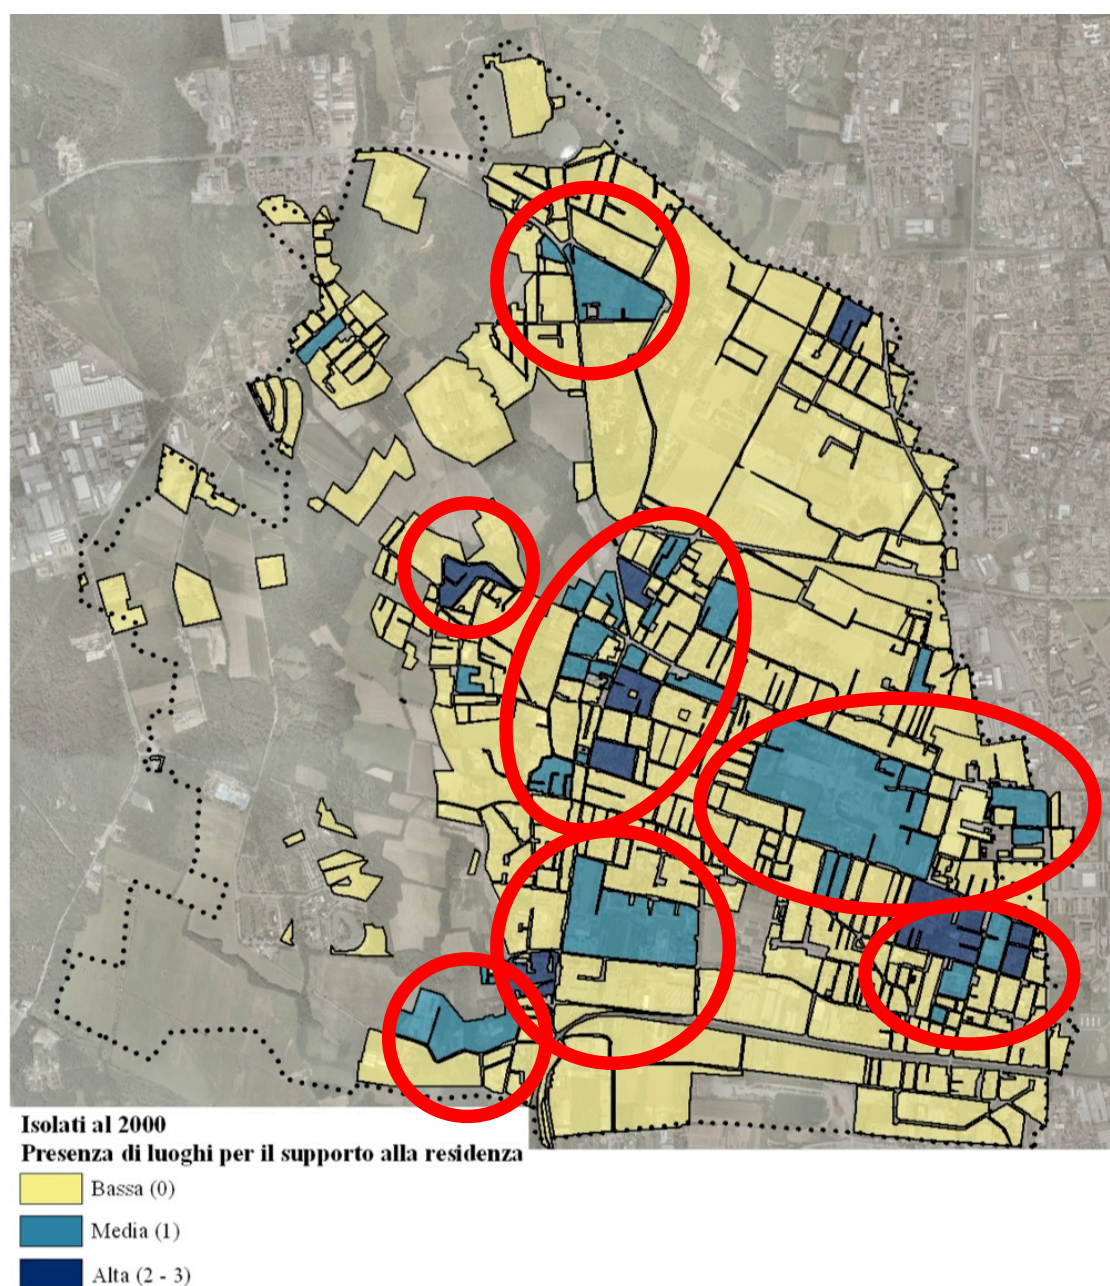 Isolati al 2000
Presenza di luoghi per il supporto alla residenza
Bassa (0)
Media (1)
Alta (2 - 3)